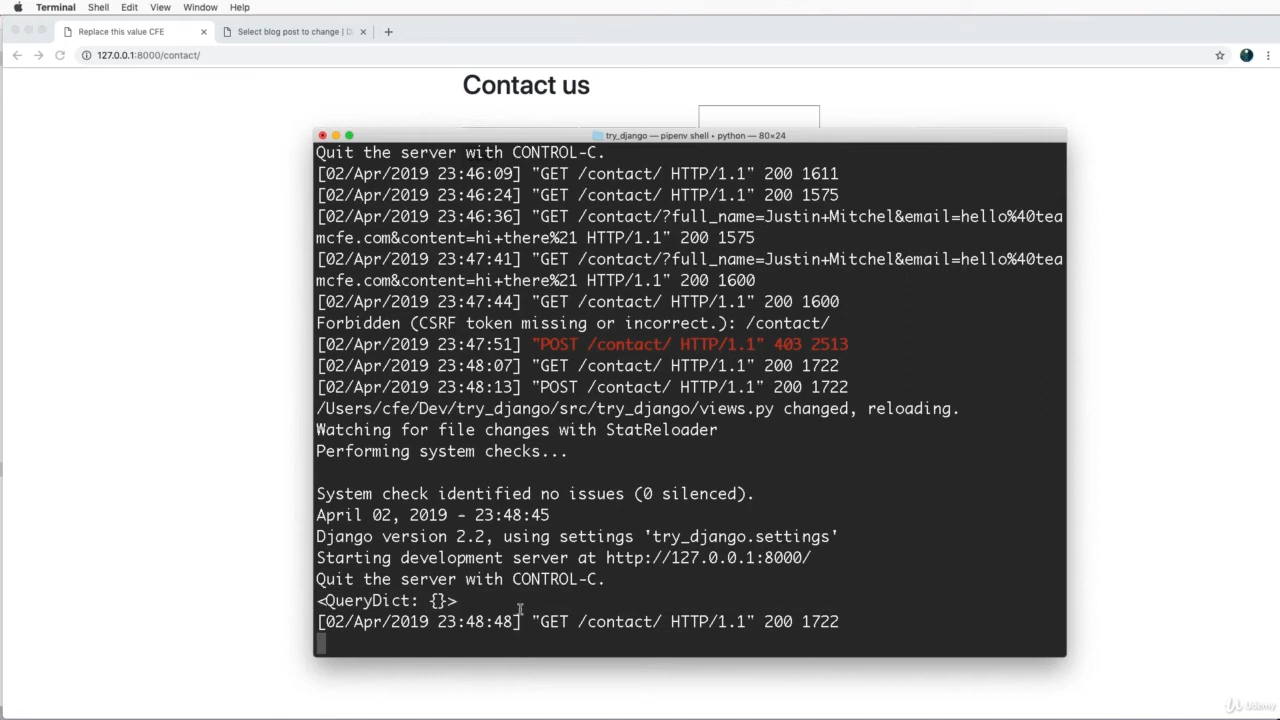 Terminal Shell Edit View Window Help
Replace this value CFE
Select blog post to change | D
127.0.0.1:8000/contact/
Contact us
try_django — pipenv shell • python — 80×24
Quit the server with CONTROL-C.
[02/Apr/2019 23:46:09] "GET /contact/ HTTP/1.1" 200 1611
[02/Apr/2019 23:46:24] "GET /contact/ HTTP/1.1" 200 1575
[02/Apr/2019 23:46:36] "GET /contact/?full_name=Justin+Mitchel&email=hello%40tea
mcfe.com&content=hi+there%21 HTTP/1.1" 200 1575
[02/Apr/2019 23:47:41] "GET /contact/?full_name=Justin+Mitchel&email=hello%40tea
mcfe.com&content=hi+there%21 HTTP/1.1" 200 1600
[02/Apr/2019 23:47:44] "GET /contact/ HTTP/1.1" 200 1600
Forbidden (CSRF token missing or incorrect.): /contact/
[02/Apr/2019 23:47:51] "POST /contact/ HTTP/1.1" 403 2513
[02/Apr/2019 23:48:07] "GET /contact/ HTTP/1.1" 200 1722
[02/Apr/2019 23:48:13] "POST /contact/ HTTP/1.1" 200 1722
/Users/cfe/Dev/try_django/src/try_django/views.py changed, reloading.
Watching for file changes with StatReloader
Performing system checks...
System check identified no issues (0 silenced).
April 02, 2019 - 23:48:45
Django version 2.2, using settings 'try_django.settings'
Starting development server at http://127.0.0.1:8000/
Quit the server with CONTROL-C.
<QueryDict: {}>
[02/Apr/2019 23:48:48] "GET /contact/ HTTP/1.1" 200 1722
Udemy